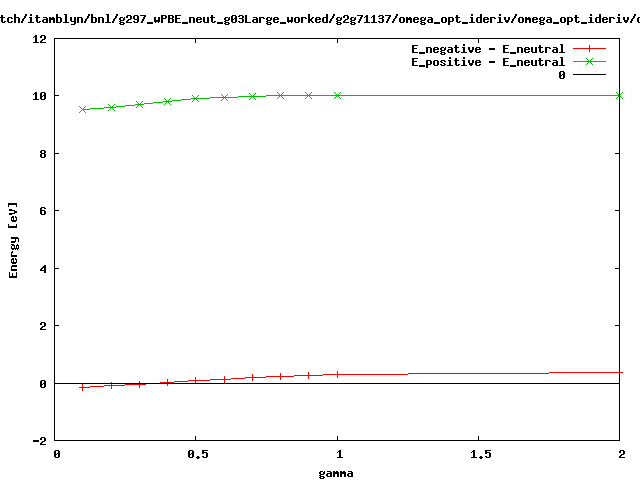 tch/itamblyn/bnl/g297_wPBE_neut_g03Large_worked/g2g71137/omega_opt_ideriv/omega_opt_ideriv/
E_negative - E_neutral
E_positive - E_neutral
0
12
10
8
6
4
2
0
-2
Energy [eV]
0 0.5 1 1.5 2
gamma